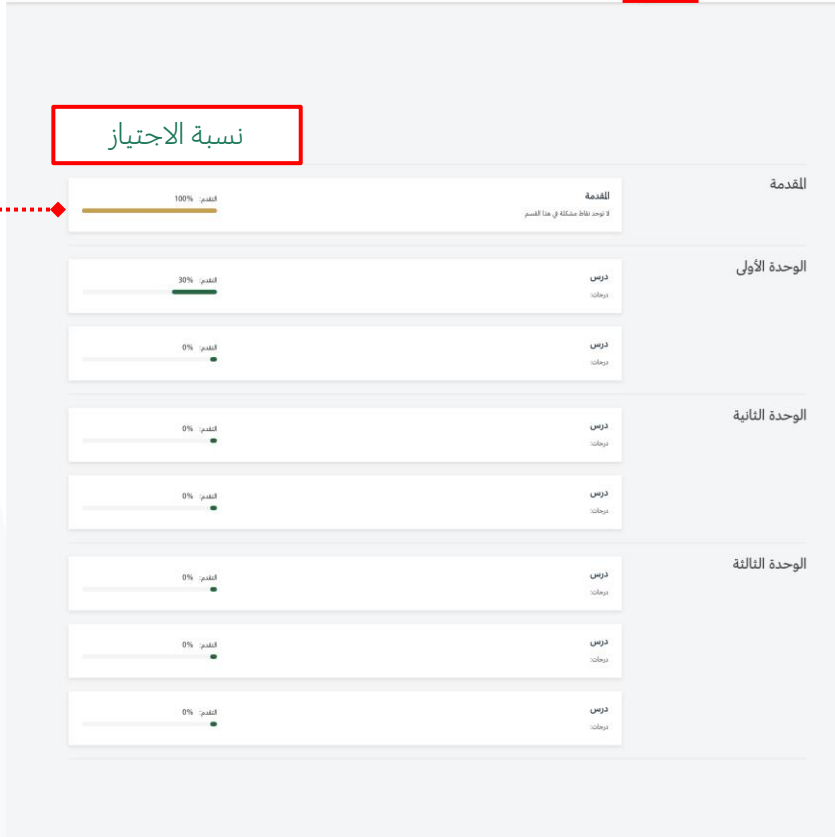 نسبة الاجتياز
المقدمة
المقدمة
التقدم: 100%
لا توجد نقاط مشكلة في هذا القسم
الوحدة الأولى
درس
التقدم: 30%
درجات:
درس
التقدم: 0%
درجات:
الوحدة الثانية
درس
التقدم: 0%
درجات:
درس
التقدم: 0%
درجات:
الوحدة الثالثة
درس
التقدم: 0%
درجات:
درس
التقدم: 0%
درجات:
درس
التقدم: 0%
درجات: